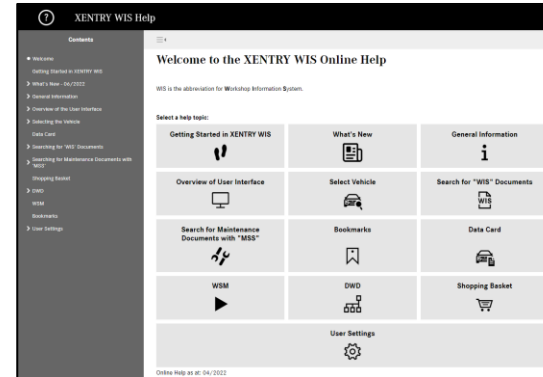 ? XENTRY WIS Help
Contents
Welcome
Getting Started in XENTRY WIS
What's New - 06/2022
General Information
Overview of the User Interface
Selecting the Vehicle
Data Card
Searching for 'WIS' Documents
Searching for Maintenance Documents with
'MSS'
Shopping Basket
DWD
WSM
Bookmarks
User Settings
Welcome to the XENTRY WIS Online Help
WIS is the abbreviation for Workshop Information System.
Select a help topic:
Getting Started in XENTRY WIS
What's New
General Information
Overview of User Interface
Select Vehicle
Search for "WIS" Documents
WIS
Search for Maintenance
Documents with "MSS"
Bookmarks
Data Card
WSM
DWD
Shopping Basket
User Settings
Online Help as at: 04/2022